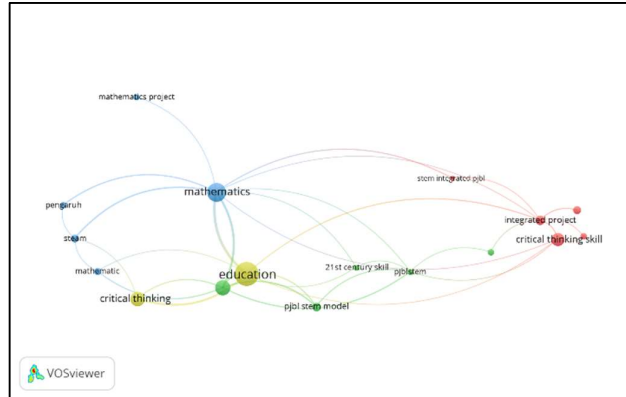 mathematics project
mathematics
stem integrated pjbl
pengaruh
integrated project
steam
critical thinking skill
mathematic
education
21st century skill
pjblstem
critical thinking
pjbl stem model
VOSviewer